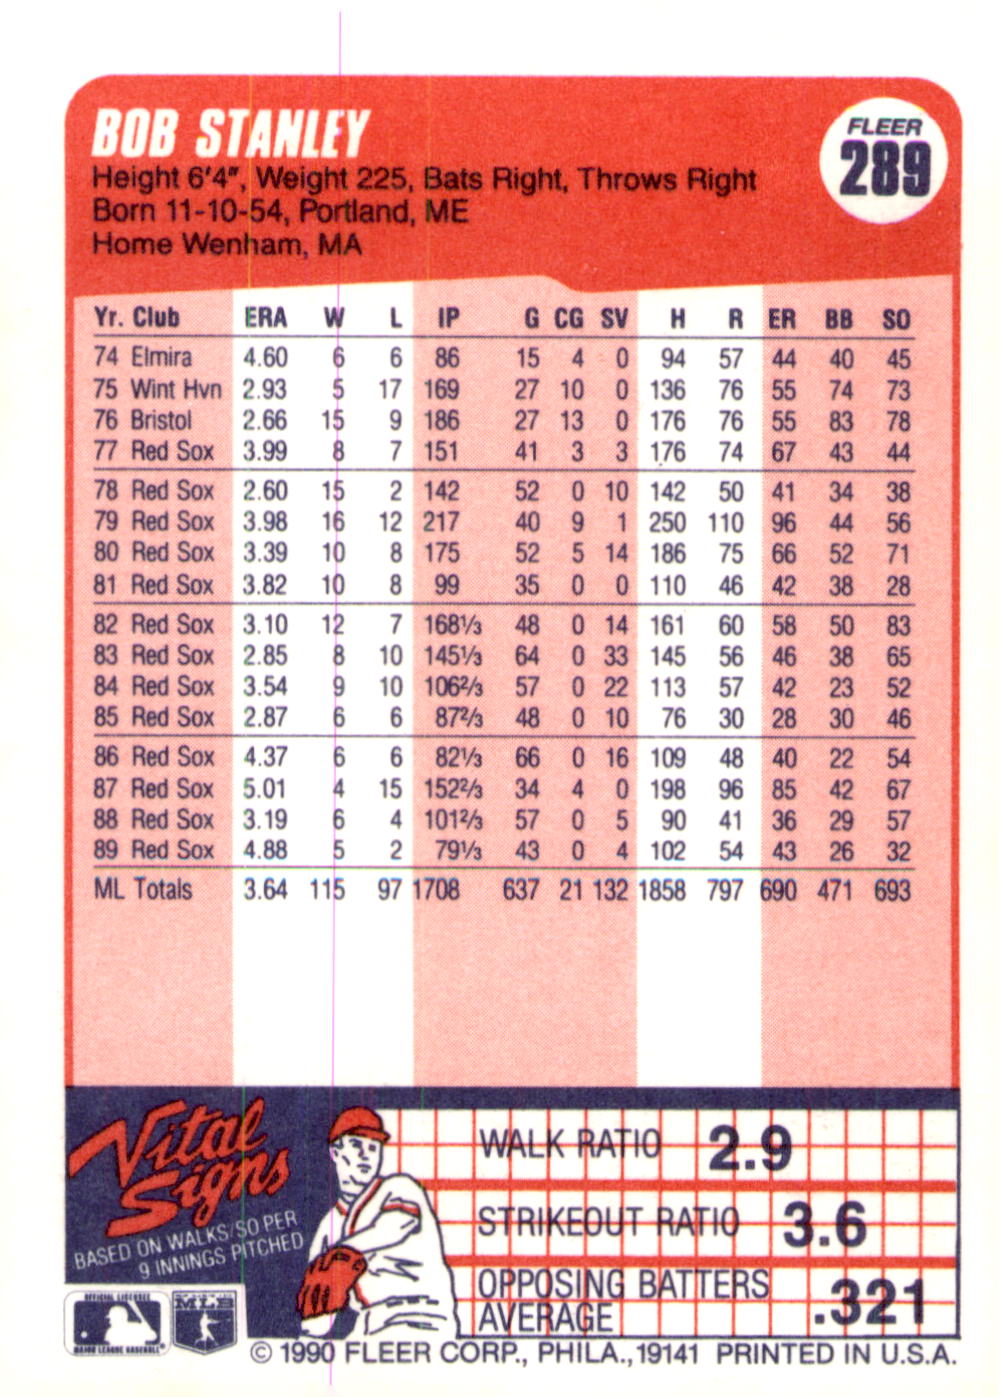 BOB STANLEY
FLEER
289
Height 6'4", Weight 225, Bats Right, Throws Right
Born 11-10-54, Portland, ME
Home Wenham, MA
Yr. Club ERA W L IP G CG SV H R ER BB SO
74 Elmira 4.60 6 6 86 15 4 0 94 57 44 40 45
75 Wint Hvn 2.93 5 17 169 27 10 0 136 76 55 74 73
76 Bristol 2.66 15 9 186 27 13 0 176 76 55 83 78
77 Red Sox 3.99 8 7 151 41 3 3 176 74 67 43 44
78 Red Sox 2.60 15 2 142 52 0 10 142 50 41 34 38
79 Red Sox 3.98 16 12 217 40 9 1 250 110 96 44 56
80 Red Sox 3.39 10 8 175 52 5 14 186 75 66 52 71
81 Red Sox 3.82 10 8 99 35 0 0 110 46 42 38 28
82 Red Sox 3.10 12 7 168⅓ 48 0 14 161 60 58 50 83
83 Red Sox 2.85 8 10 145⅓ 64 0 33 145 56 46 38 65
84 Red Sox 3.54 9 10 106⅔ 57 0 22 113 57 42 23 52
85 Red Sox 2.87 6 6 87⅔ 48 0 10 76 30 28 30 46
86 Red Sox 4.37 6 6 82⅓ 66 0 16 109 48 40 22 54
87 Red Sox 5.01 4 15 152⅔ 34 4 0 198 96 85 42 67
88 Red Sox 3.19 6 4 101⅔ 57 0 5 90 41 36 29 57
89 Red Sox 4.88 5 2 79⅓ 43 0 4 102 54 43 26 32
ML Totals 3.64 115 97 1708 637 21 132 1858 797 690 471 693
Vital
Signs
BASED ON WALKS/SO PER
9 INNINGS PITCHED
WALK RATIO 2.9
STRIKEOUT RATIO 3.6
OPPOSING BATTERS
AVERAGE .321
OFFICIAL LICENSEE
MAJOR LEAGUE BASEBALL
© 1990 FLEER CORP., PHILA., 19141 PRINTED IN U.S.A.